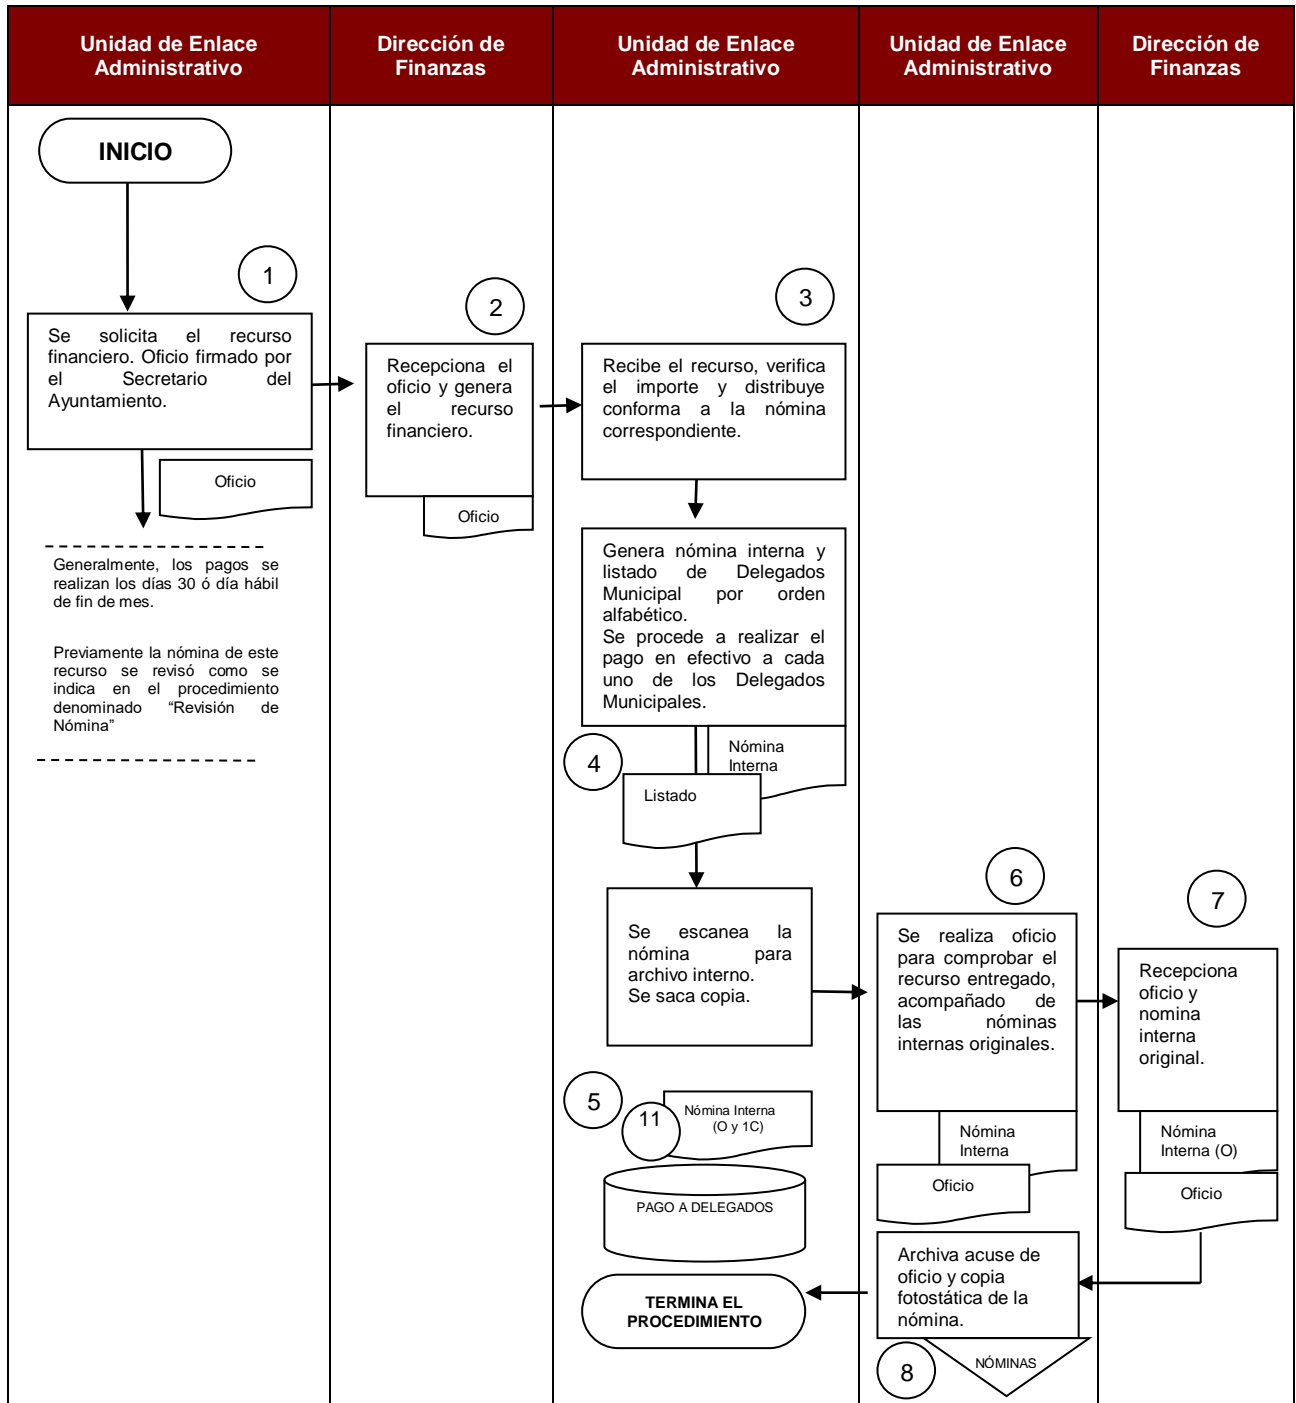 Unidad de Enlace
Administrativo
Dirección de
Finanzas
Unidad de Enlace
Administrativo
Unidad de Enlace
Administrativo
Dirección de
Finanzas
INICIO
1
Se solicita el recurso
financiero. Oficio firmado por
el Secretario del
Ayuntamiento.
Oficio
Generalmente, los pagos se
realizan los días 30 ó día hábil
de fin de mes.
Previamente la nómina de este
recurso se revisó como se
indica en el procedimiento
denominado “Revisión de
Nómina”
2
Recepciona el
oficio y genera
el recurso
financiero.
Oficio
3
Recibe el recurso, verifica
el importe y distribuye
conforma a la nómina
correspondiente.
Genera nómina interna y
listado de Delegados
Municipal por orden
alfabético.
Se procede a realizar el
pago en efectivo a cada
uno de los Delegados
Municipales.
4
Nómina
Interna
Listado
Se escanea la
nómina para
archivo interno.
Se saca copia.
5
11
Nómina Interna
(O y 1C)
PAGO A DELEGADOS
TERMINA EL
PROCEDIMIENTO
6
Se realiza oficio
para comprobar el
recurso entregado,
acompañado de
las nóminas
internas originales.
Nómina
Interna
Oficio
7
Recepciona
oficio y
nomina
interna
original.
Nómina
Interna (O)
Oficio
Archiva acuse de
oficio y copia
fotostática de la
nómina.
8
NÓMINAS